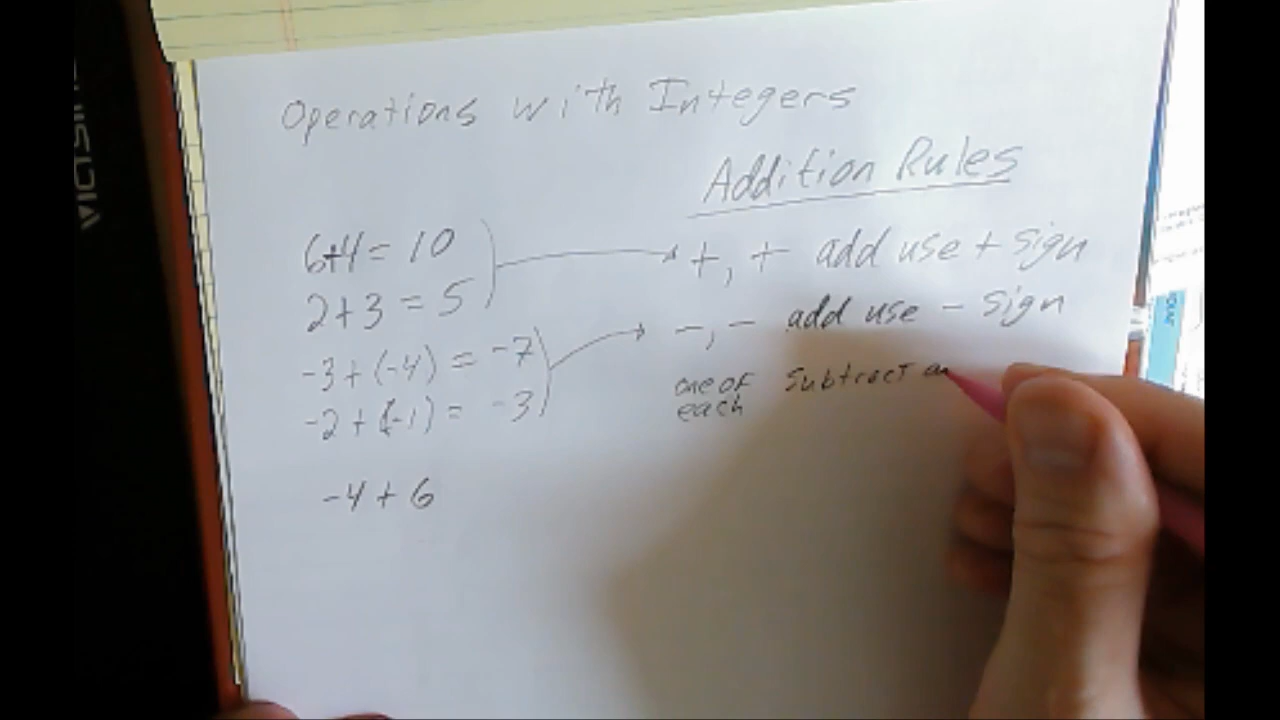 Operations with Integers
Addition Rules
6+4 = 10
2+3 = 5
-3 + (-4) = -7
-2 + (-1) = -3
-4 + 6
+, + add use + sign
-, - add use - sign
one of each subtract